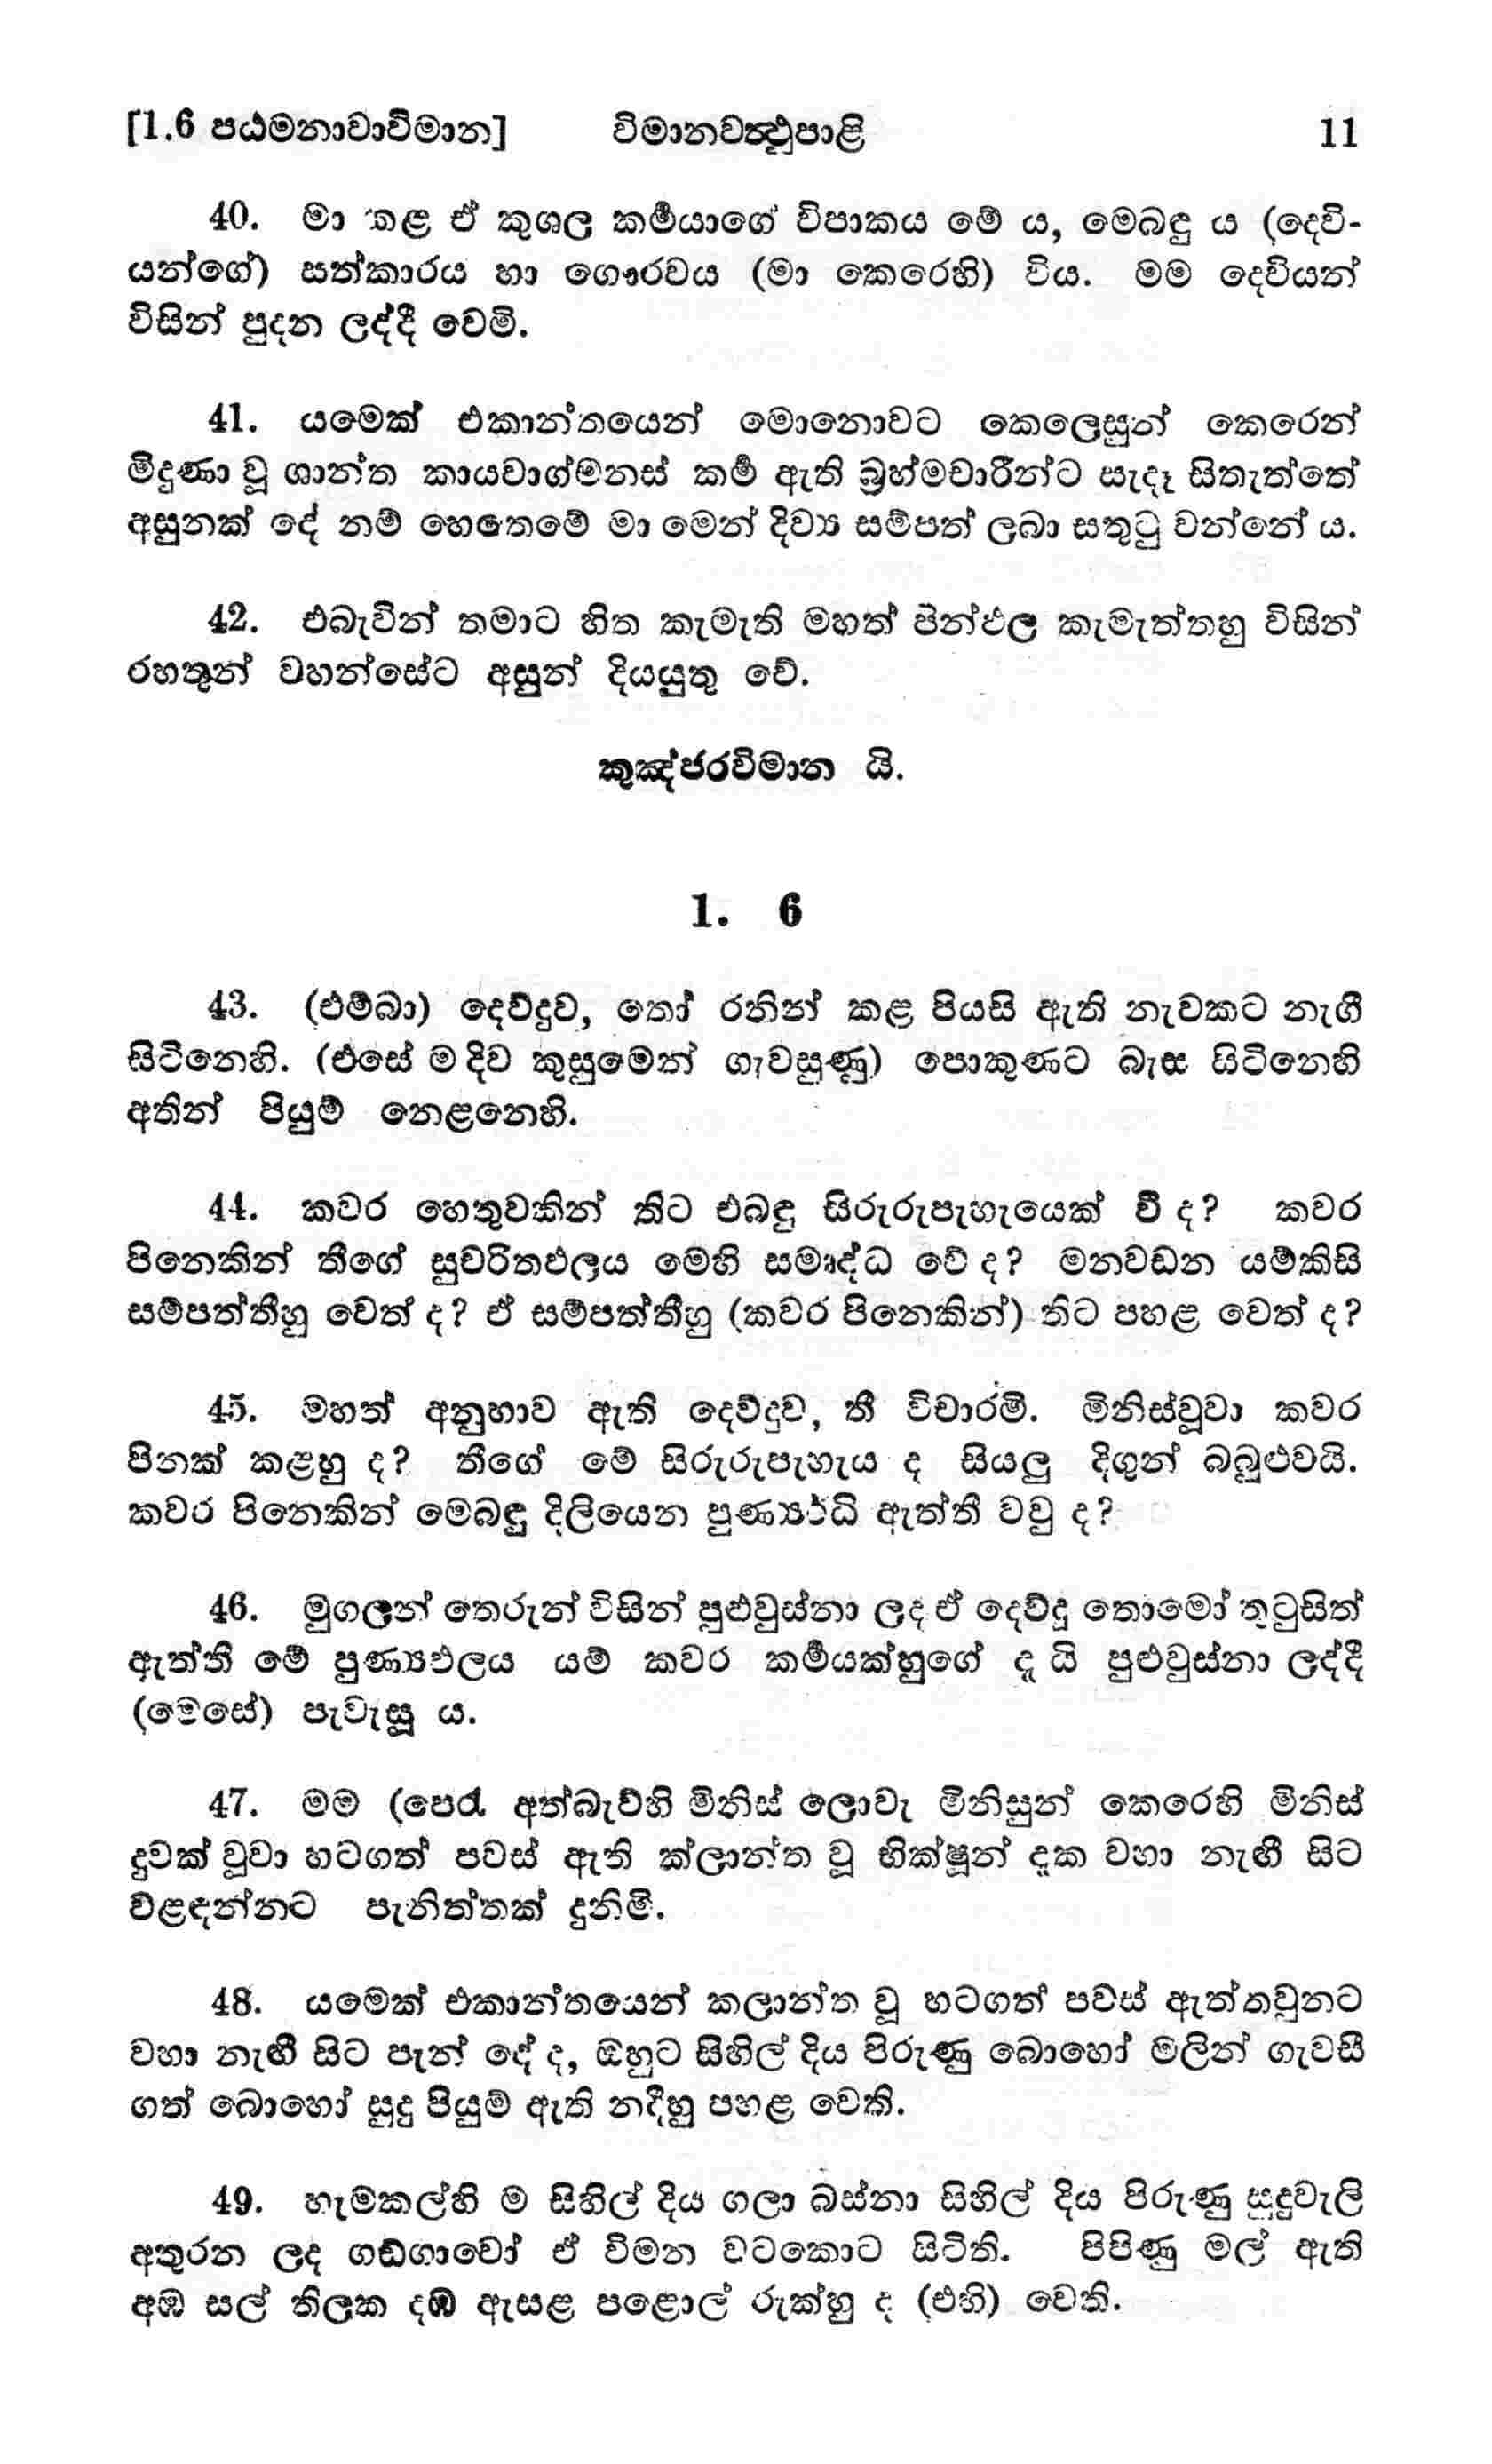 [1.6 පඨමනාවාවිමාන] විමානවත්‍ථුපාළි 11
40. මා කළ ඒ කුශල කර්‍මයාගේ විපාකය මේ ය, මෙබඳු ය (දෙවි-
යන්ගේ) සත්කාරය හා ගෞරවය (මා කෙරෙහි) විය. මම දෙවියන්
විසින් පුදන ලද්දී වෙමි.
41. යමෙක් එකාන්තයෙන් මොනොවට කෙලෙසුන් කෙරෙන්
මිදුණා වූ ශාන්ත කායවාග්මනස් කර්‍ම ඇති බ්‍රහ්මචාරීන්ට සැදෑ සිතැත්තේ
අසුනක් දේ නම් හෙතෙමේ මා මෙන් දිව්‍ය සම්පත් ලබා සතුටු වන්නේ ය.
42. එබැවින් තමාට හිත කැමැති මහත් පින්ඵල කැමැත්තහු විසින්
රහතුන් වහන්සේට අසුන් දියයුතු වේ.
කුඤ්ජරවිමාන යි.
1. 6
43. (එම්බා) දෙව්දුව, තෝ රනින් කළ පියසි ඇති නැවකට නැගී
සිටිනෙහි. (එසේ ම දිව කුසුමෙන් ගැවසුණු) පොකුණට බැස සිටිනෙහි
අතින් පියුම් නෙළනෙහි.
44. කවර හෙතුවකින් තිට එබඳු සිරුරුපැහැයෙක් වී ද? කවර
පිනෙකින් තීගේ සුචරිතඵලය මෙහි සමෘද්ධ වේ ද? මනවඩන යම්කිසි
සම්පත්තීහු වෙත් ද? ඒ සම්පත්තීහු (කවර පිනෙකින්) තිට පහළ වෙත් ද?
45. මහත් අනුභාව ඇති දෙව්දුව, තී විචාරමි. මිනිස්වූවා කවර
පිනක් කළහු ද? තීගේ මේ සිරුරුපැහැය ද සියලු දිගුන් බබුළුවයි.
කවර පිනෙකින් මෙබඳු දිලියෙන පුණ්‍යර්ධි ඇත්තී වවු ද?
46. මුගලන් තෙරුන් විසින් පුළුවුස්නා ලද ඒ දෙව්දූ තොමෝ තුටුසිත්
ඇත්තී මේ පුණ්‍යඵලය යම් කවර කර්‍මයක්හුගේ දැ යි පුළුවුස්නා ලද්දී
(මෙසේ) පැවැසූ ය.
47. මම (පෙර අත්බැව්හි මිනිස් ලොවැ මිනිසුන් කෙරෙහි මිනිස්
දුවක් වූවා හටගත් පවස් ඇති ක්ලාන්ත වූ භික්ෂූන් දැක වහා නැඟී සිට
වළඳන්නට පැනිත්තක් දුනිමි.
48. යමෙක් එකාන්තයෙන් කලාන්ත වූ හටගත් පවස් ඇත්තවුනට
වහා නැඟී සිට පැන් දේ ද, ඔහුට සිහිල් දිය පිරුණු බොහෝ මලින් ගැවසී
ගත් බොහෝ සුදු පියුම් ඇති නදීහු පහළ වෙති.
49. හැමකල්හි ම සිහිල් දිය ගලා බස්නා සිහිල් දිය පිරුණු සුදුවැලි
අතුරන ලද ගඩගාවෝ ඒ විමන වටකොට සිටිති. පිපිණු මල් ඇති
අඹ සල් තිලක දඹ ඇසළ පළොල් රුක්හු ද (එහි) වෙති.